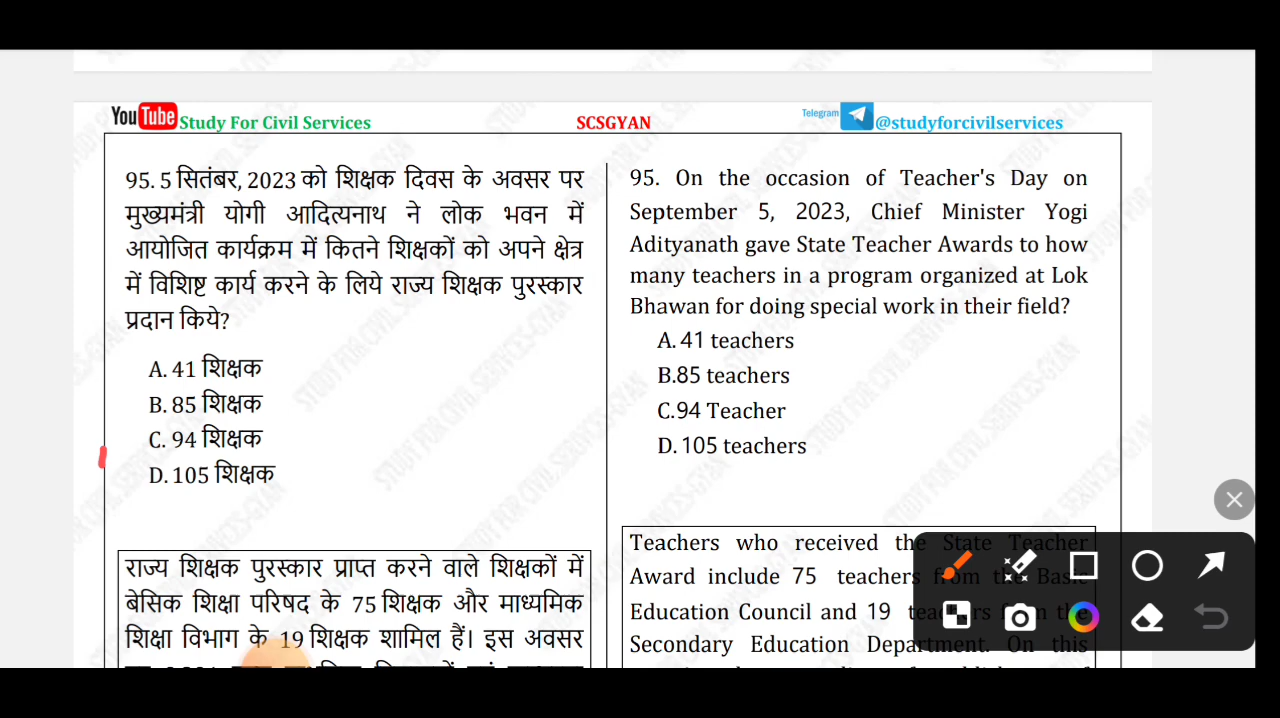 YouTube Study For Civil Services
SCSGYAN
Telegram @studyforcivilservices
95. 5 सितंबर, 2023 को शिक्षक दिवस के अवसर पर
मुख्यमंत्री योगी आदित्यनाथ ने लोक भवन में
आयोजित कार्यक्रम में कितने शिक्षकों को अपने क्षेत्र
में विशिष्ट कार्य करने के लिये राज्य शिक्षक पुरस्कार
प्रदान किये?
A. 41 शिक्षक
B. 85 शिक्षक
C. 94 शिक्षक
D. 105 शिक्षक
राज्य शिक्षक पुरस्कार प्राप्त करने वाले शिक्षकों में
बेसिक शिक्षा परिषद के 75 शिक्षक और माध्यमिक
शिक्षा विभाग के 19 शिक्षक शामिल हैं। इस अवसर
95. On the occasion of Teacher's Day on
September 5, 2023, Chief Minister Yogi
Adityanath gave State Teacher Awards to how
many teachers in a program organized at Lok
Bhawan for doing special work in their field?
A. 41 teachers
B.85 teachers
C.94 Teacher
D. 105 teachers
Teachers who received the State Teacher
Award include 75 teachers from the Basic
Education Council and 19 teachers from the
Secondary Education Department. On this